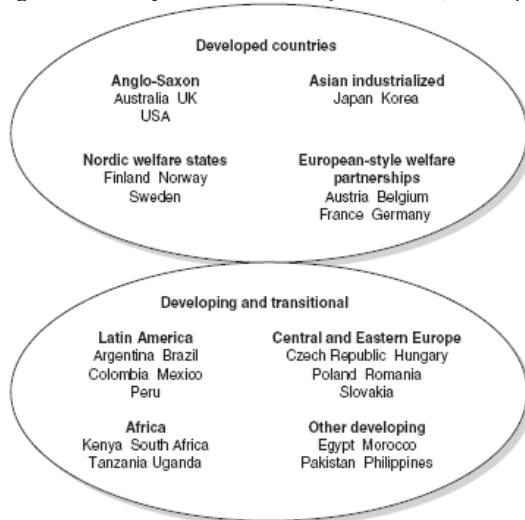 Developed countries
Anglo-Saxon
Australia UK
USA
Asian industrialized
Japan Korea
Nordic welfare states
Finland Norway
Sweden
European-style welfare
partnerships
Austria Belgium
France Germany
Developing and transitional
Latin America
Argentina Brazil
Colombia Mexico
Peru
Central and Eastern Europe
Czech Republic Hungary
Poland Romania
Slovakia
Africa
Kenya South Africa
Tanzania Uganda
Other developing
Egypt Morocco
Pakistan Philippines